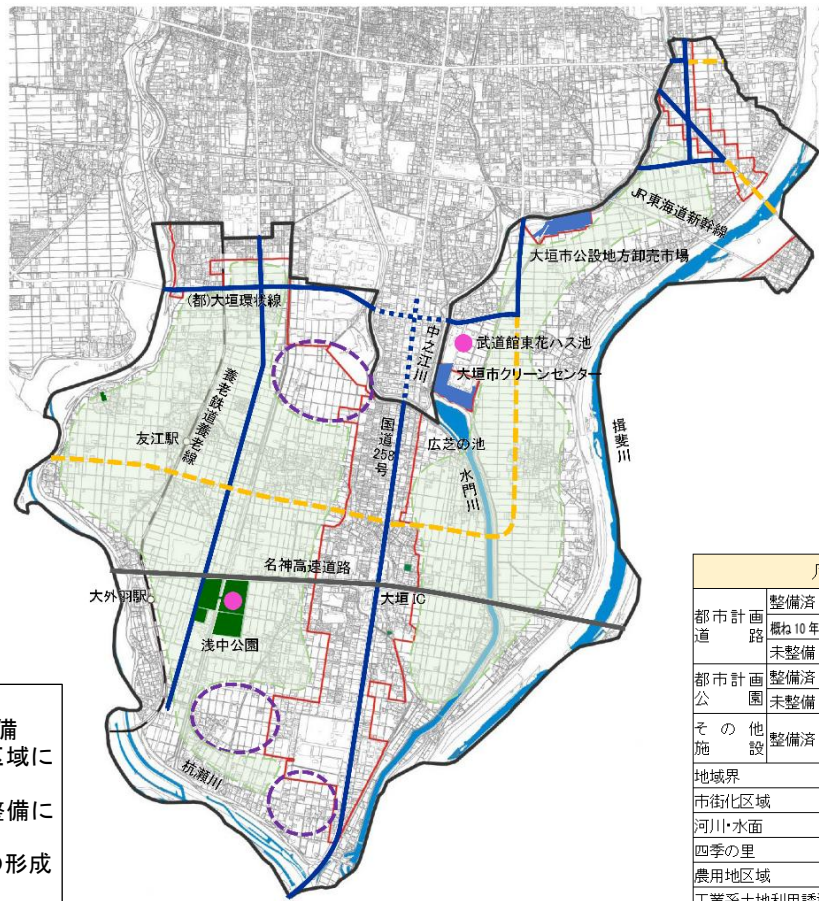 JR東海道新幹線
大垣市公設地方卸売市場
(都)大垣環状線
中之江川
武道館東花ハス池
大垣市クリーンセンター
養老鉄道養老線
友江駅
国道
258
号
広芝の池
水門川
揖斐川
名神高速道路
大外羽駅
大垣IC
浅中公園
杭瀬川
備
区域に
整備に
の形成
都市計画
道路
整備済
概ね10年
未整備
都市計画
公園
整備済
未整備
その他
施設
整備済
地域界
市街化区域
河川・水面
四季の里
農用地区域